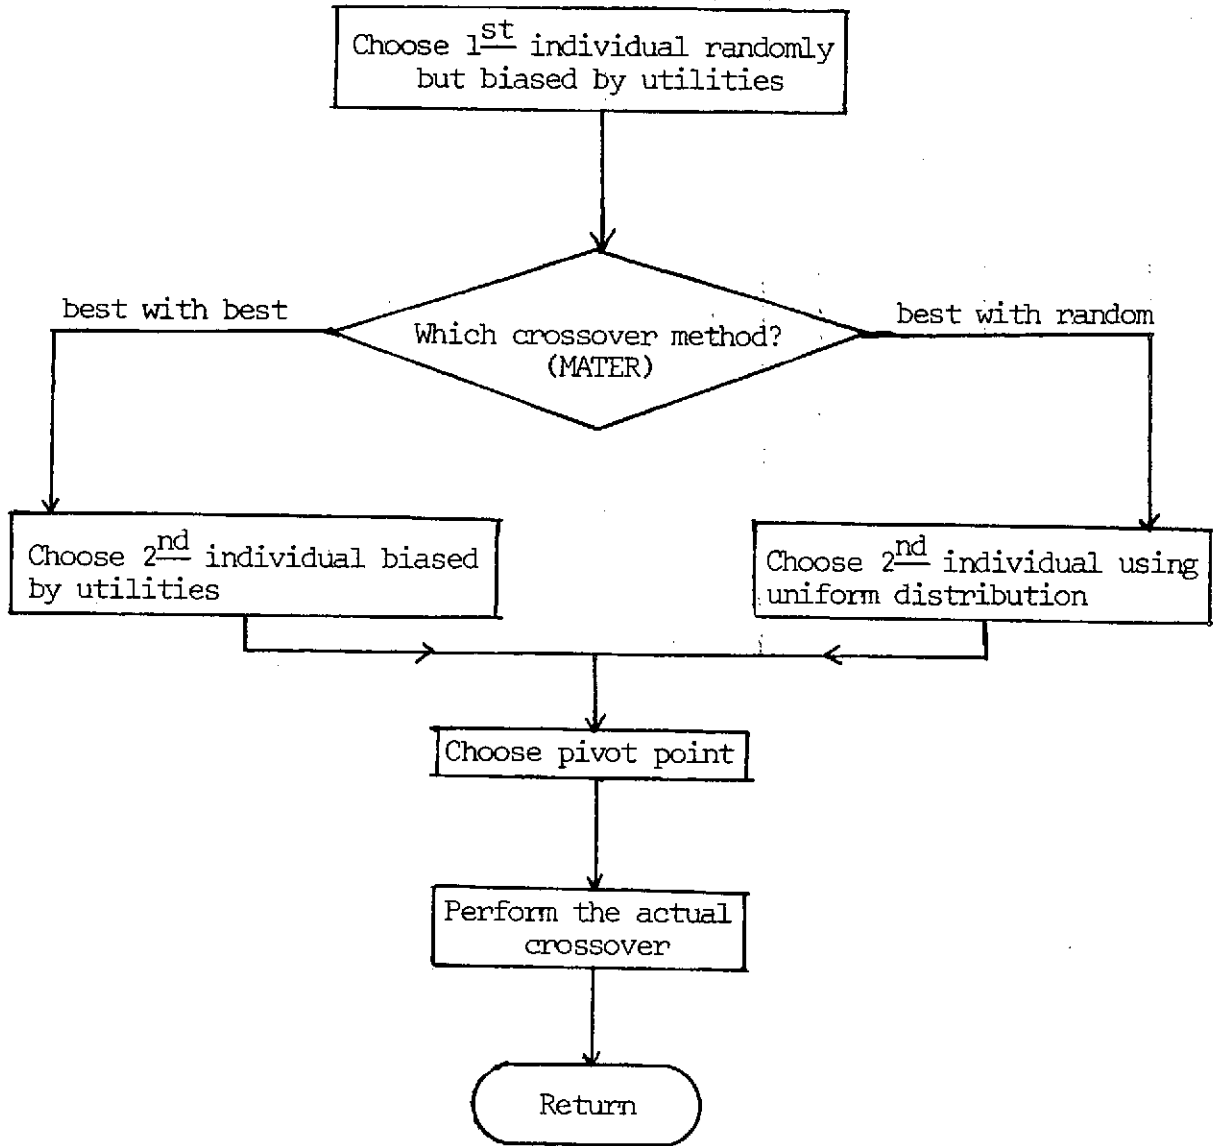 Choose 1st individual randomly
but biased by utilities
best with best
Which crossover method?
(MATER)
best with random
Choose 2nd individual biased
by utilities
Choose 2nd individual using
uniform distribution
Choose pivot point
Perform the actual
crossover
Return